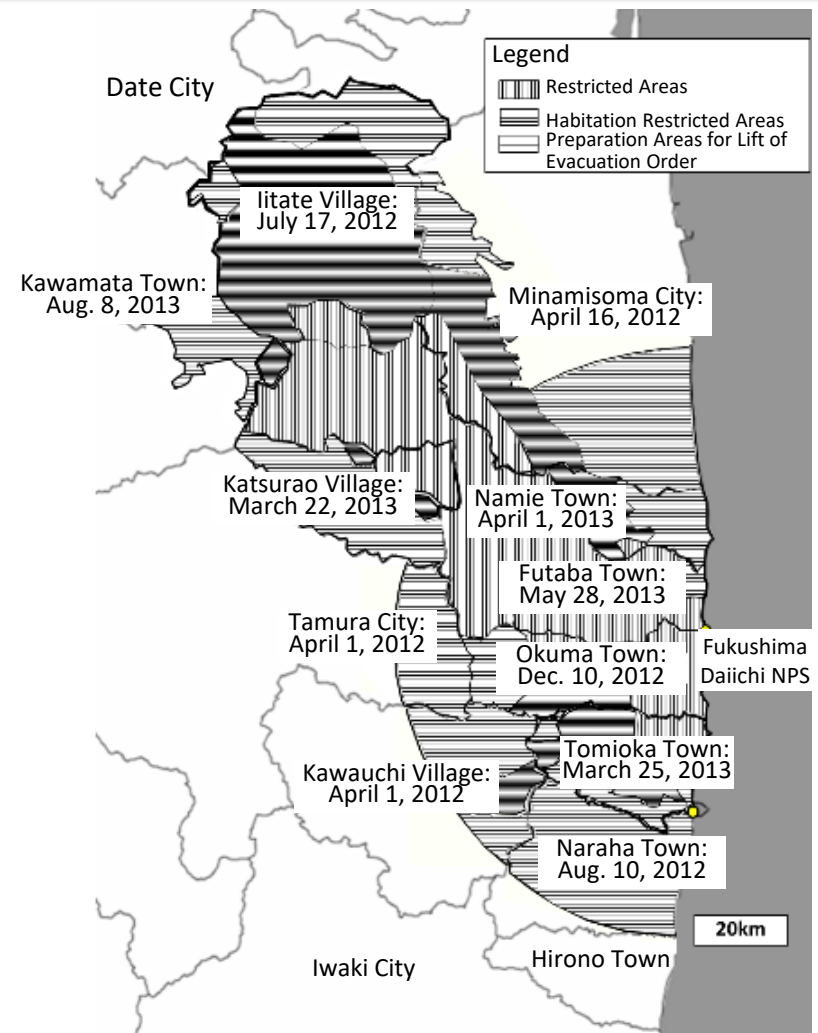 Legend
Restricted Areas
Habitation Restricted Areas
Preparation Areas for Lift of
Evacuation Order
Date City
Iitate Village:
July 17, 2012
Kawamata Town:
Aug. 8, 2013
Minamisoma City:
April 16, 2012
Katsurao Village:
March 22, 2013
Namie Town:
April 1, 2013
Futaba Town:
May 28, 2013
Tamura City:
April 1, 2012
Okuma Town:
Dec. 10, 2012
Fukushima
Daiichi NPS
Tomioka Town:
March 25, 2013
Kawauchi Village:
April 1, 2012
Naraha Town:
Aug. 10, 2012
20km
Hirono Town
Iwaki City